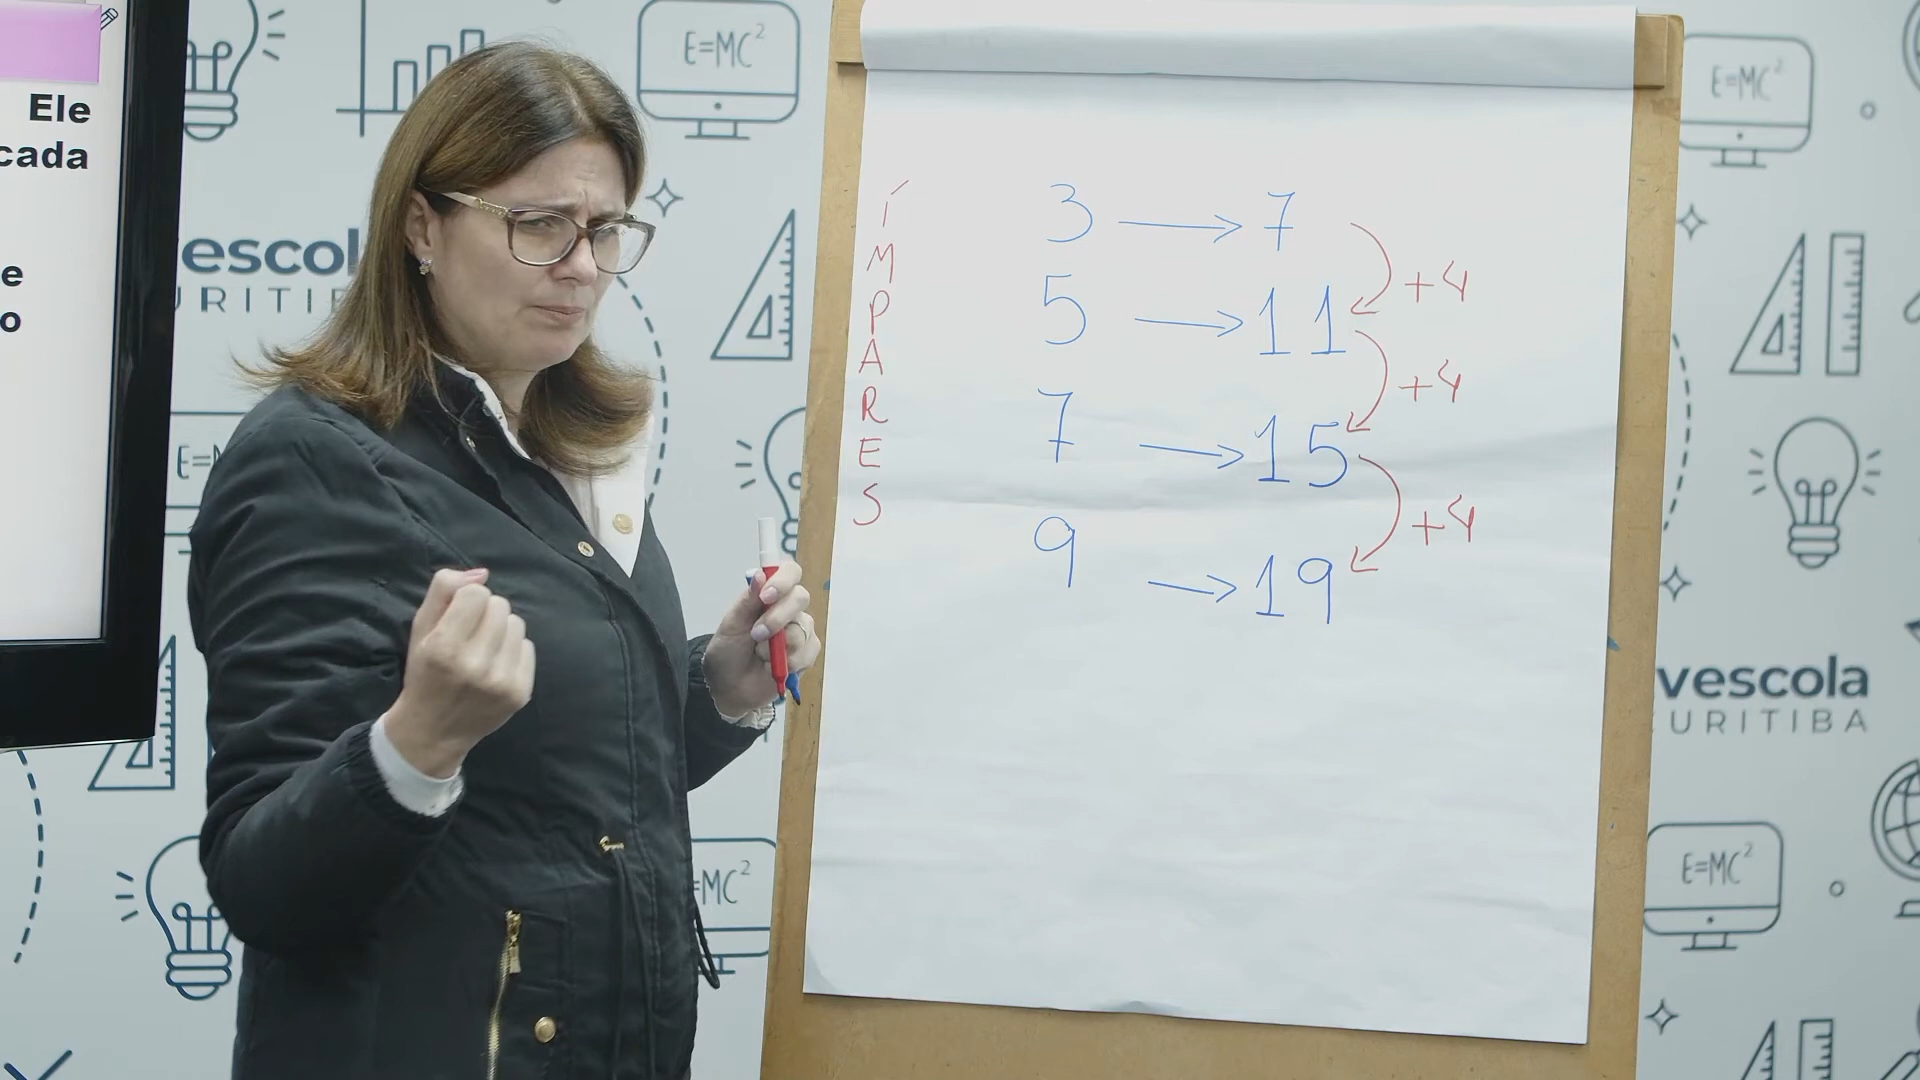 Ele
cada
e
o
E=MC²
E=MC²
escol
URITIB
ÍMPARES
3 → 7
+4
5 → 11
+4
7 → 15
+4
9 → 19
vescola
URITIBA
=MC²
E=MC²